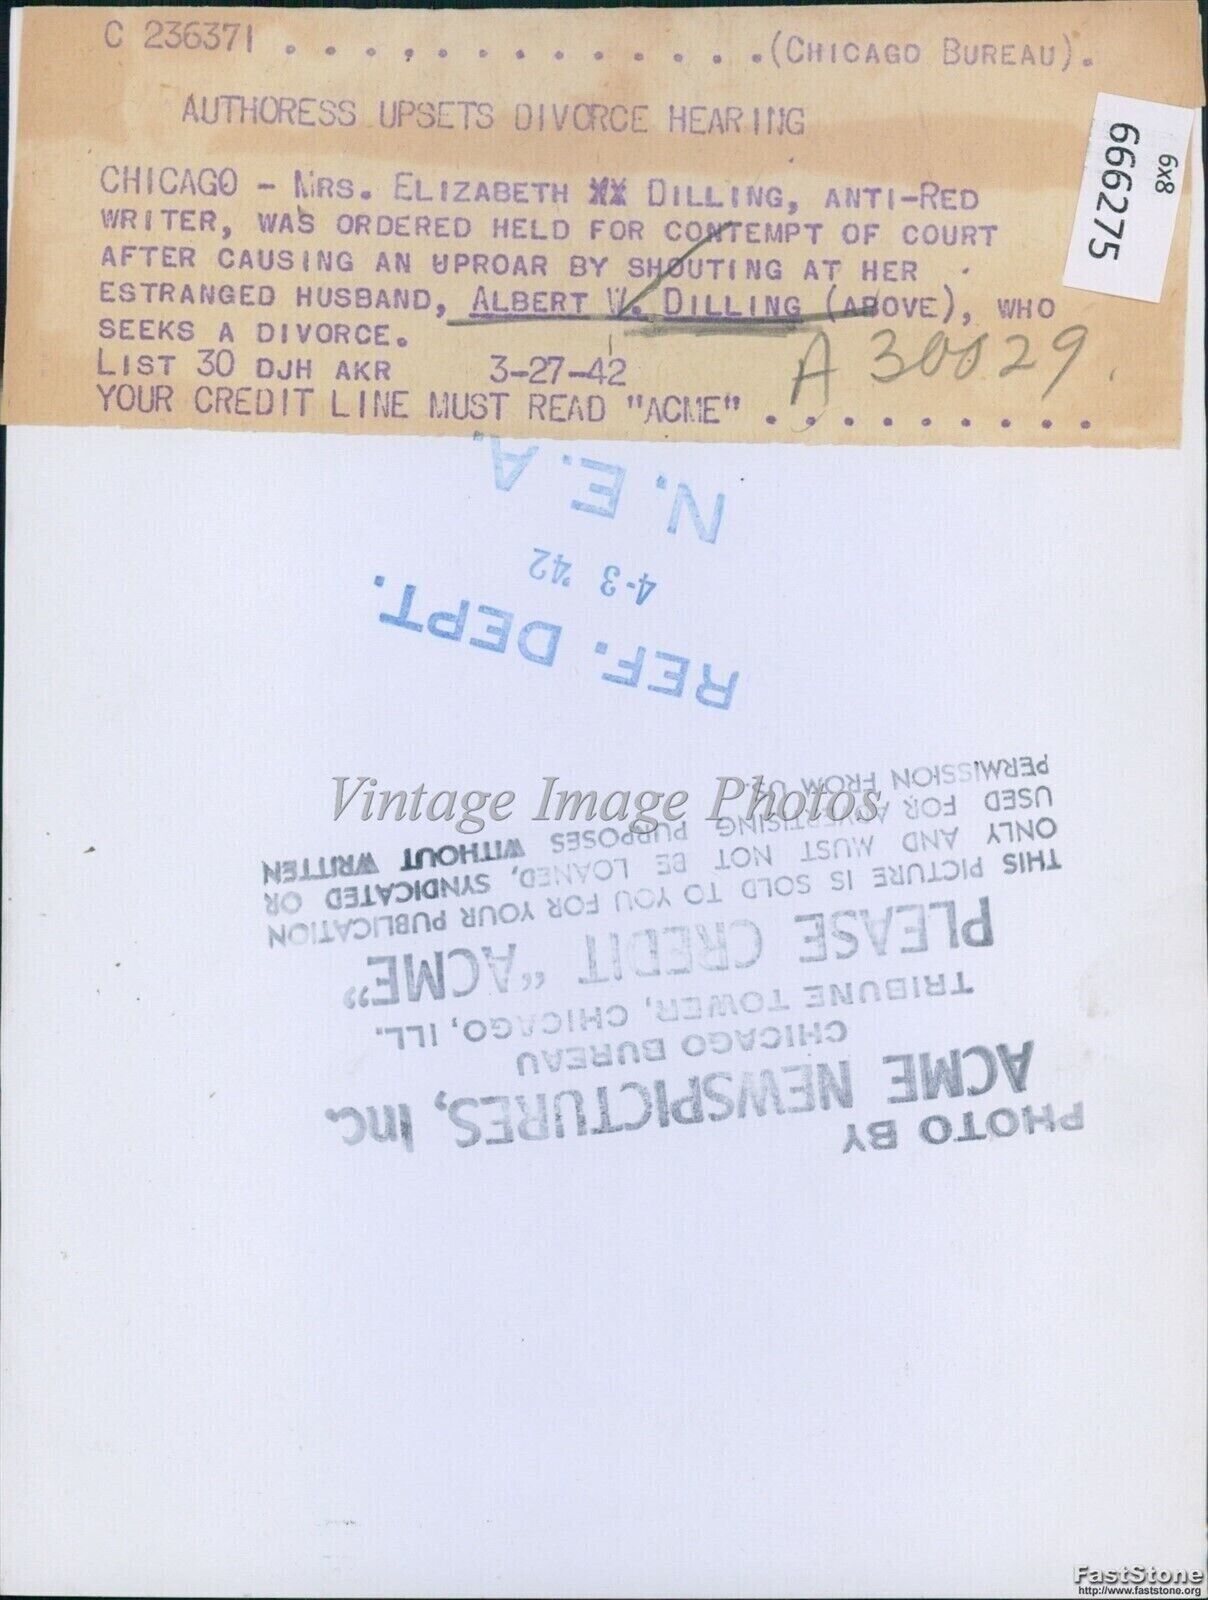 C 236371 . . . . . . . . . . . . . . (CHICAGO BUREAU).
AUTHORESS UPSETS DIVORCE HEARING
CHICAGO - MRS. ELIZABETH XX DILLING, ANTI-RED
WRITER, WAS ORDERED HELD FOR CONTEMPT OF COURT
AFTER CAUSING AN UPROAR BY SHOUTING AT HER
ESTRANGED HUSBAND, ALBERT W. DILLING (ABOVE), WHO
SEEKS A DIVORCE.
LIST 30 DJH AKR 3-27-42
YOUR CREDIT LINE MUST READ "ACME" . . . . . . . . .
A 30029
6x8
666275
REF. DEPT.
4-3 '42
N. E. A.
Vintage Image Photos
PHOTO BY
ACME NEWSPICTURES, Inc.
CHICAGO BUREAU
TRIBUNE TOWER, CHICAGO, ILL.
PLEASE CREDIT "ACME"
THIS PICTURE IS SOLD TO YOU FOR YOUR PUBLICATION
ONLY AND MUST NOT BE LOANED, SYNDICATED OR
USED FOR ADVERTISING PURPOSES WITHOUT WRITTEN
PERMISSION FROM US.
FastStone
http://www.faststone.org